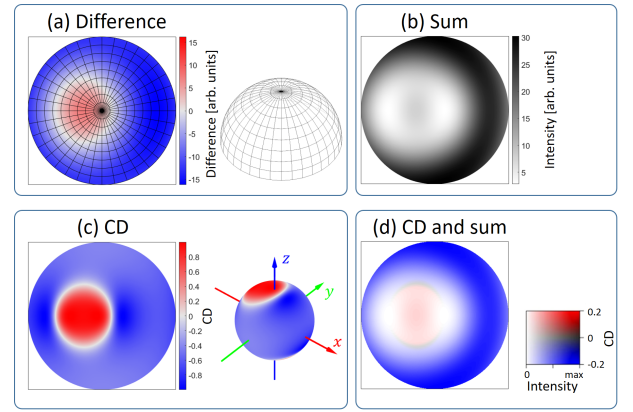 (a) Difference
15
10
5
0
-5
-10
-15
Difference [arb. units]
(b) Sum
30
25
20
15
10
5
Intensity [arb. units]
(c) CD
0.8
0.6
0.4
0.2
0
-0.2
-0.4
-0.6
-0.8
CD
z
y
x
(d) CD and sum
0.2
0
-0.2
CD
0 max
Intensity